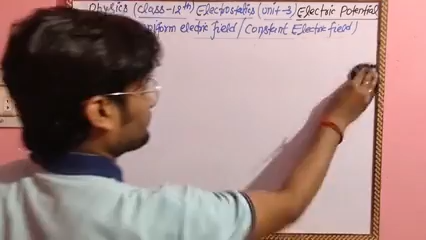 Physics (Class-12th) Electrostatics (Unit-3) Electric Potential
Uniform electric field / Constant Electric field)